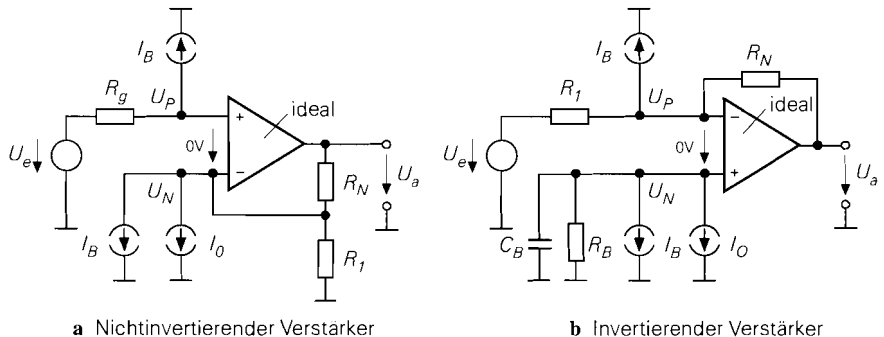 I_B
R_g
U_P
+
ideal
U_e
0V
−
U_N
R_N
U_a
I_B
I_O
R_1
a Nichtinvertierender Verstärker
I_B
R_N
R_1
U_P
−
ideal
U_e
0V
+
U_N
U_a
C_B
R_B
I_B
I_O
b Invertierender Verstärker